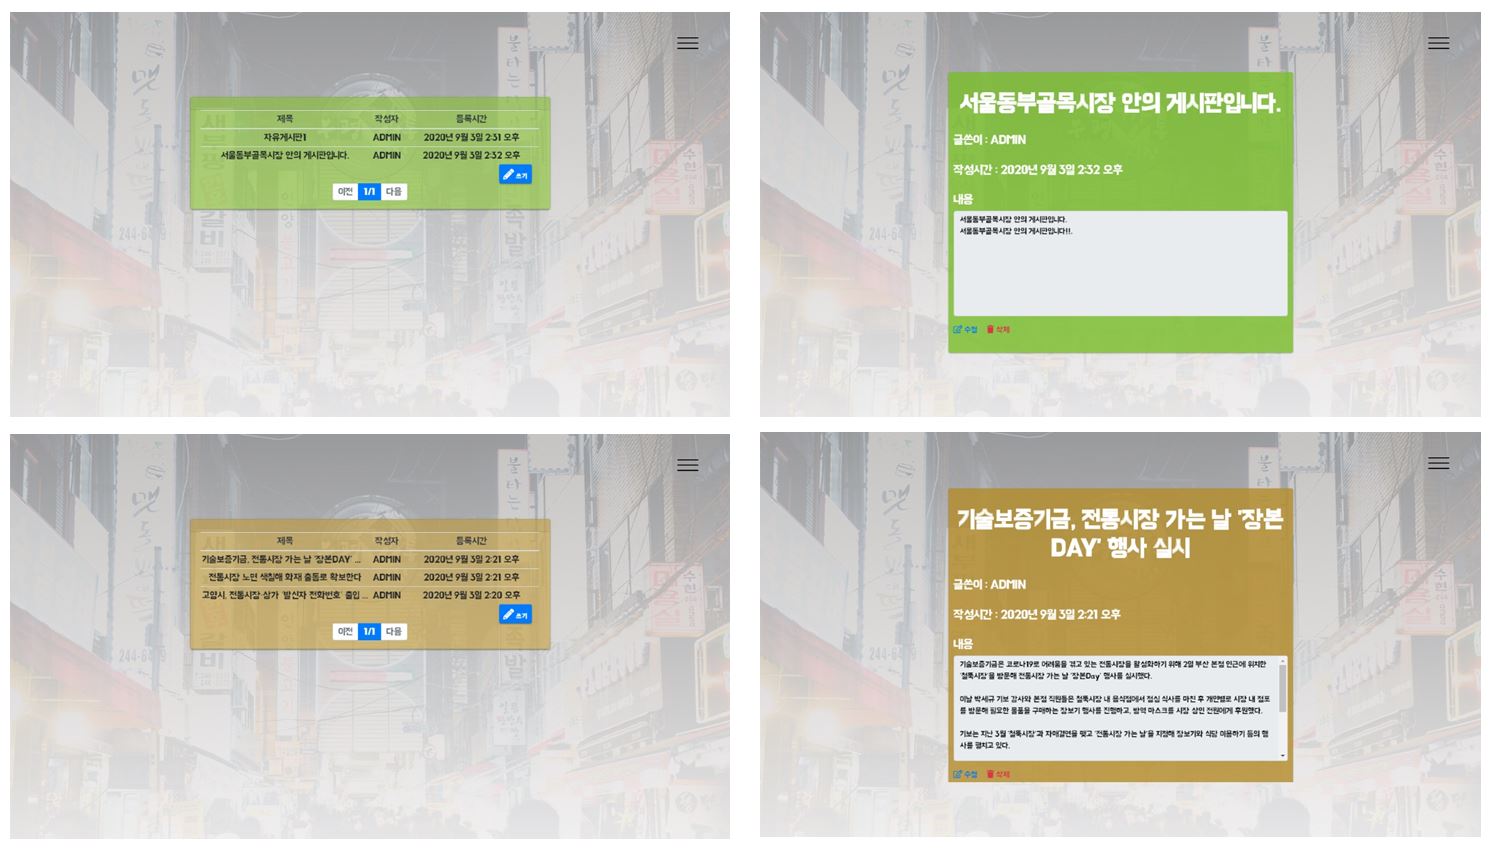 제목 작성자 등록시간
자유게시판1 ADMIN 2020년 9월 3일 2:31 오후
서울동부골목시장 안의 게시판입니다. ADMIN 2020년 9월 3일 2:32 오후
쓰기
이전 1/1 다음
불타는
맷돌
갈비
244-64
족발
수현
서울동부골목시장 안의 게시판입니다.
글쓴이 : ADMIN
작성시간 : 2020년 9월 3일 2:32 오후
내용
서울동부골목시장 안의 게시판입니다.
서울동부골목시장 안의 게시판입니다!!.
수정 삭제
제목 작성자 등록시간
기술보증기금, 전통시장 가는 날 '장본DAY' ... ADMIN 2020년 9월 3일 2:21 오후
전통시장 노면 색칠해 화재 출동로 확보한다 ADMIN 2020년 9월 3일 2:21 오후
고양시, 전통시장·상가 '발신자 전화번호' 출입 ... ADMIN 2020년 9월 3일 2:20 오후
쓰기
이전 1/1 다음
기술보증기금, 전통시장 가는 날 '장본
DAY' 행사 실시
글쓴이 : ADMIN
작성시간 : 2020년 9월 3일 2:21 오후
내용
기술보증기금은 코로나19로 어려움을 겪고 있는 전통시장을 활성화하기 위해 2일 부산 본점 인근에 위치한
'철뚝시장'을 방문해 전통시장 가는 날 '장본Day' 행사를 실시했다.
이날 박세규 기보 감사와 본점 직원들은 철뚝시장 내 음식점에서 점심 식사를 마친 후 개인별로 시장 내 점포
를 방문해 필요한 물품을 구매하는 장보기 행사를 진행하고, 방역 마스크를 시장 상인 전원에게 후원했다.
기보는 지난 3월 '철뚝시장'과 자매결연을 맺고 '전통시장 가는 날'을 지정해 장보기와 식당 이용하기 등의 행
사를 펼치고 있다.
수정 삭제